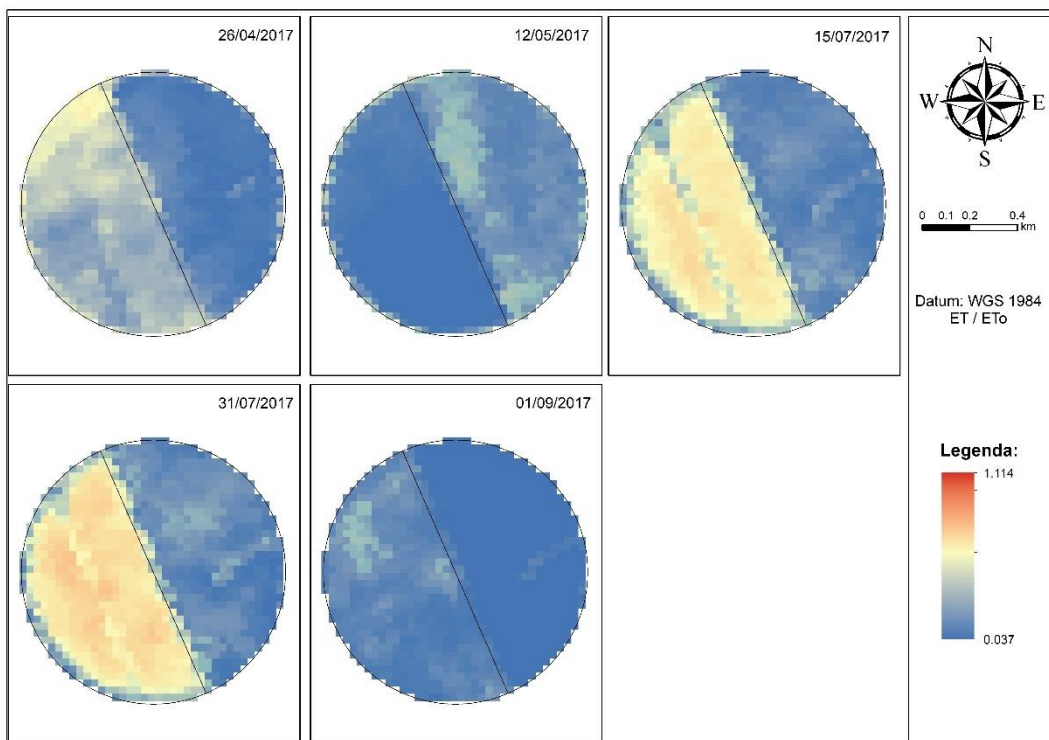 26/04/2017
12/05/2017
15/07/2017
N
W
E
S
0 0.1 0.2 0.4
km
Datum: WGS 1984
ET / ETo
31/07/2017
01/09/2017
Legenda:
1.114
0.037